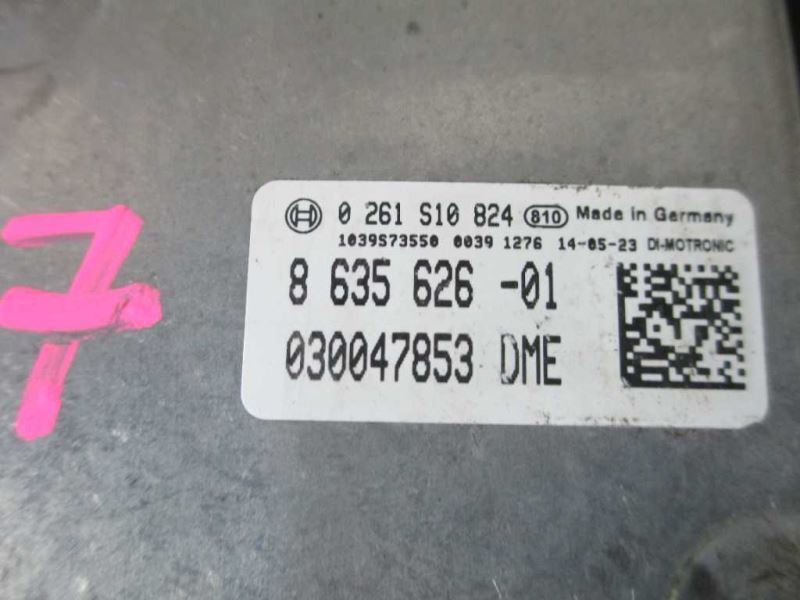 7
0 261 S10 824 810 Made in Germany
1039S73550 0039 1276 14-05-23 DI-MOTRONIC
8 635 626 -01
030047853 DME